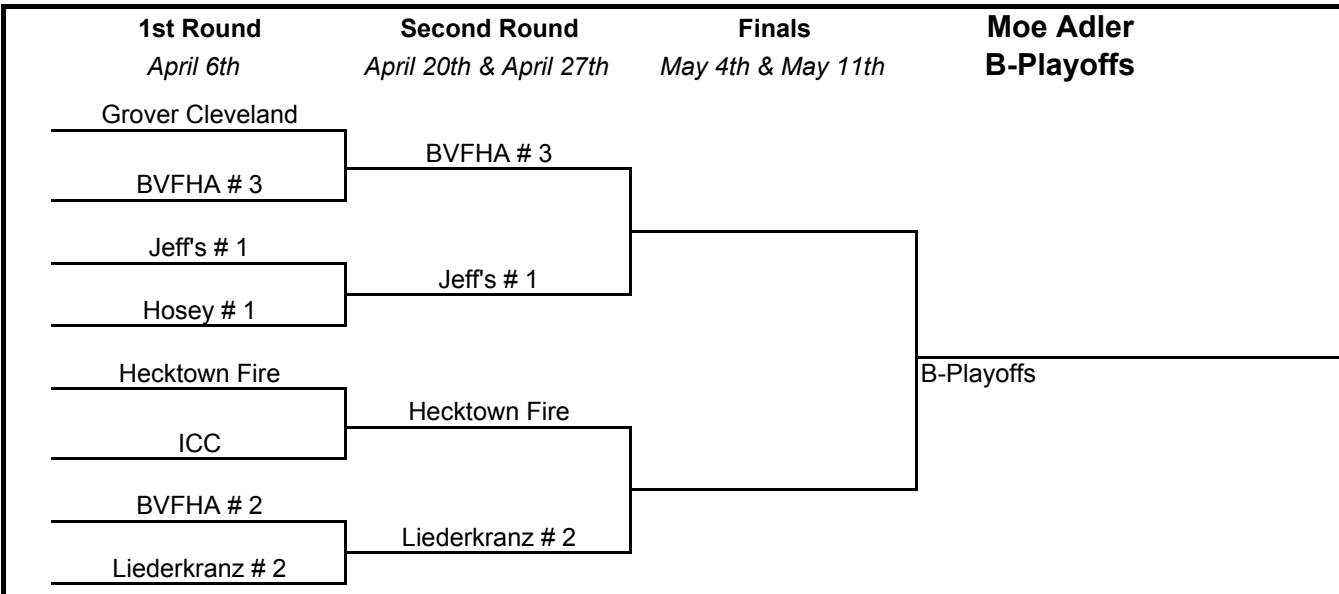 1st Round Second Round Finals Moe Adler
April 6th April 20th & April 27th May 4th & May 11th B-Playoffs
Grover Cleveland
BVFHA # 3
BVFHA # 3
Jeff's # 1
Jeff's # 1
Hosey # 1
Hecktown Fire
B-Playoffs
Hecktown Fire
ICC
BVFHA # 2
Liederkranz # 2
Liederkranz # 2